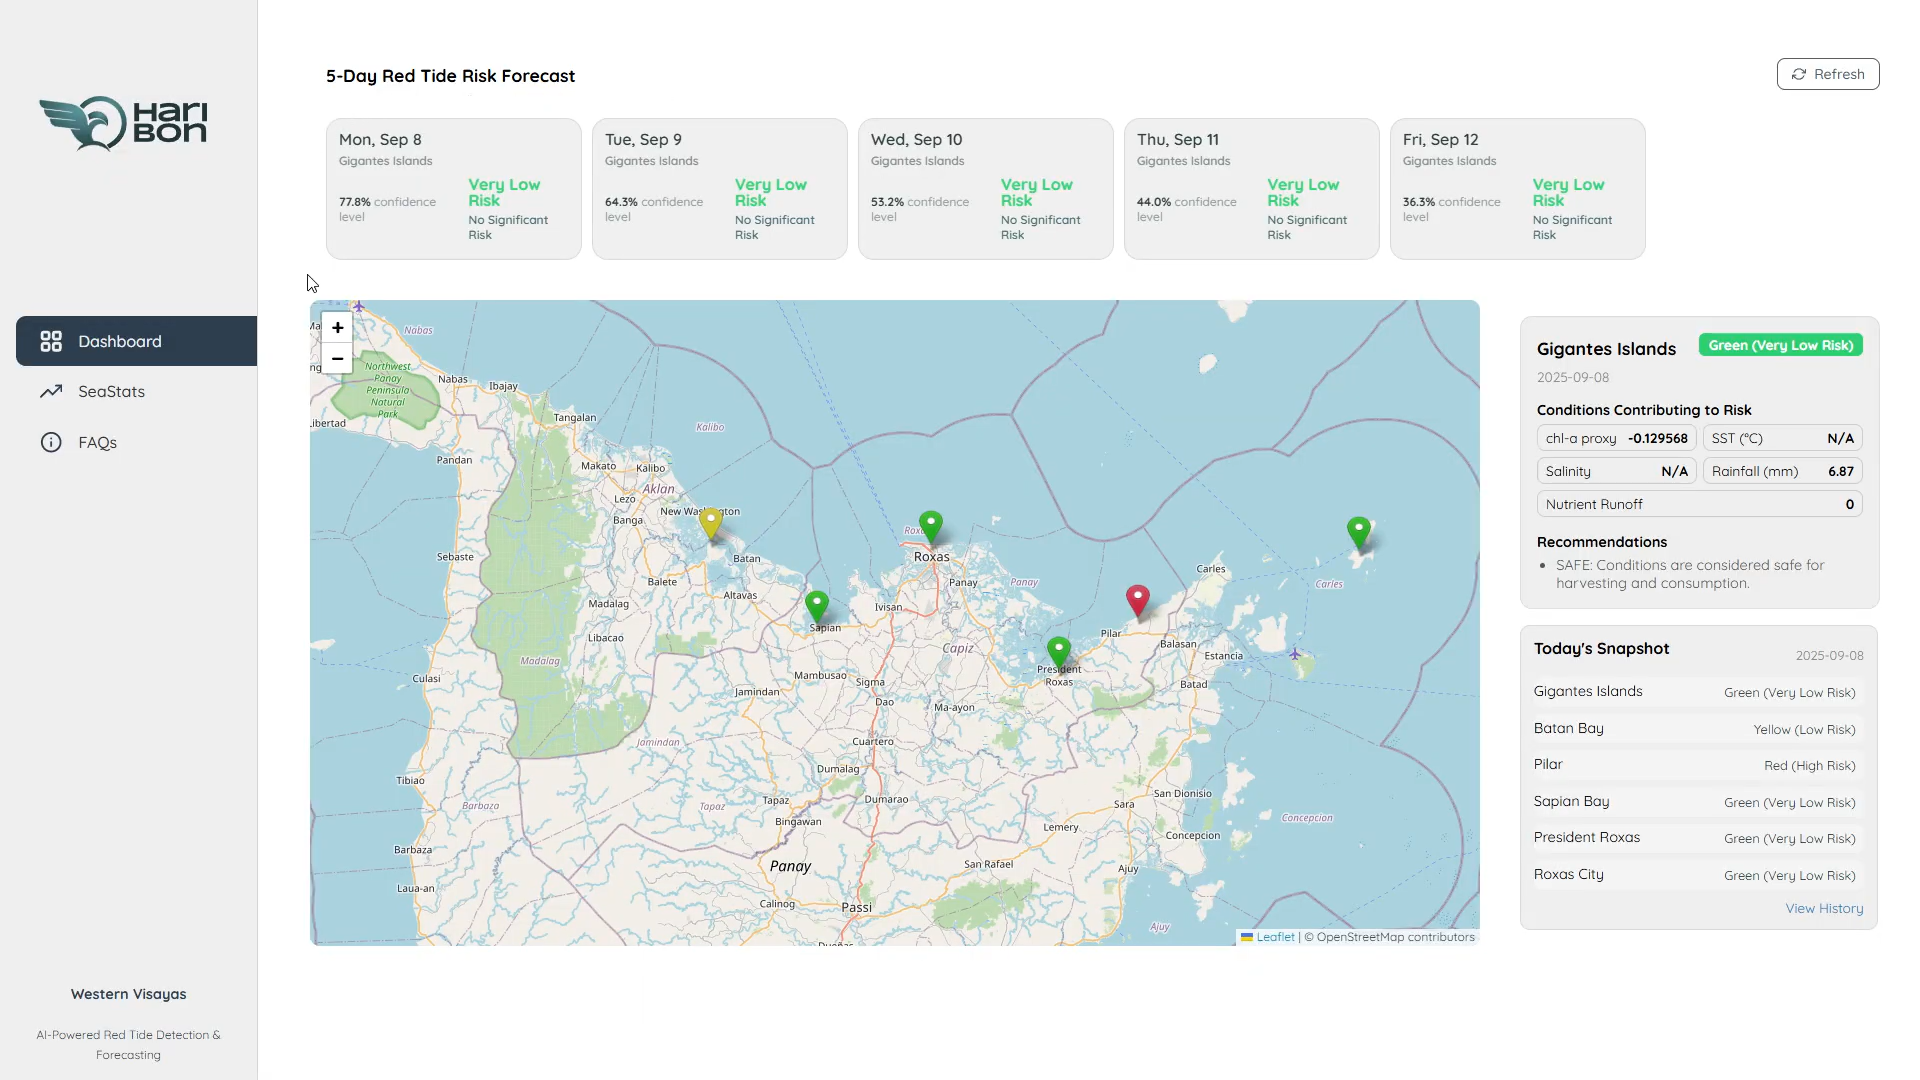 HARI
BON
Dashboard
SeaStats
FAQs
Western Visayas
AI-Powered Red Tide Detection &
Forecasting
5-Day Red Tide Risk Forecast
Refresh
Mon, Sep 8
Gigantes Islands
77.8% confidence
level
Very Low
Risk
No Significant
Risk
Tue, Sep 9
Gigantes Islands
64.3% confidence
level
Very Low
Risk
No Significant
Risk
Wed, Sep 10
Gigantes Islands
53.2% confidence
level
Very Low
Risk
No Significant
Risk
Thu, Sep 11
Gigantes Islands
44.0% confidence
level
Very Low
Risk
No Significant
Risk
Fri, Sep 12
Gigantes Islands
36.3% confidence
level
Very Low
Risk
No Significant
Risk
+
−
Nabas
Northwest
Panay
Peninsula
Natural
Park
Nabas
Ibajay
Libertad
Tangalan
Kalibo
Pandan
Makato
Kalibo
Aklan
Lezo
Banga
New Washington
Roxas
Sebaste
Batan
Roxas
Balete
Altavas
Panay
Panay
Carles
Carles
Madalag
Ivisan
Libacao
Sapian
Pilar
Capiz
Balasan
Estancia
Madalag
Culasi
Mambusao
Sigma
President
Roxas
Batad
Jamindan
Dao
Ma-ayon
Jamindan
Cuartero
Tibiao
Dumalag
Barbaza
Tapaz
Tapaz
Dumarao
Sara
San Dionisio
Bingawan
Lemery
Concepcion
Concepcion
Barbaza
Panay
San Rafael
Ajuy
Laua-an
Calinog
Passi
Ajuy
Dueñas
Leaflet | © OpenStreetMap contributors
Gigantes Islands
Green (Very Low Risk)
2025-09-08
Conditions Contributing to Risk
chl-a proxy -0.129568
SST (°C) N/A
Salinity N/A
Rainfall (mm) 6.87
Nutrient Runoff 0
Recommendations
• SAFE: Conditions are considered safe for
harvesting and consumption.
Today's Snapshot
2025-09-08
Gigantes Islands Green (Very Low Risk)
Batan Bay Yellow (Low Risk)
Pilar Red (High Risk)
Sapian Bay Green (Very Low Risk)
President Roxas Green (Very Low Risk)
Roxas City Green (Very Low Risk)
View History